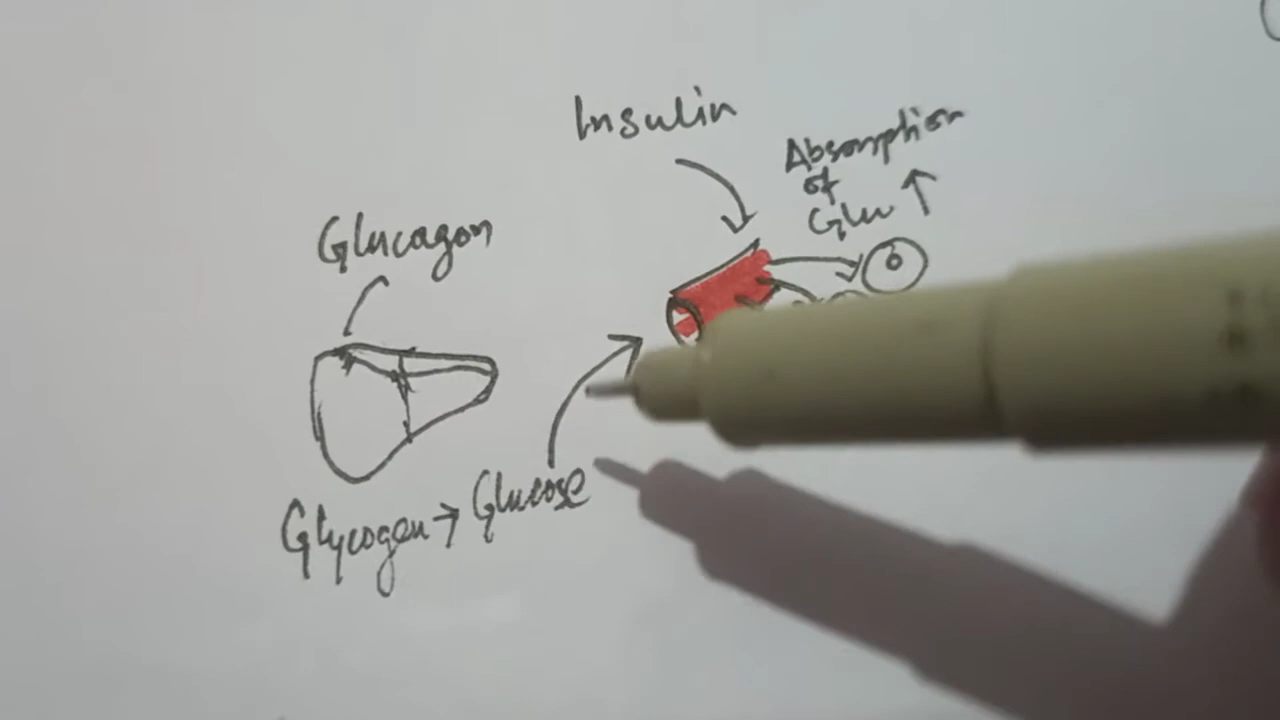 Insulin
Absorption
of
Glu ↑
Glucagon
Glycogen → Glucose